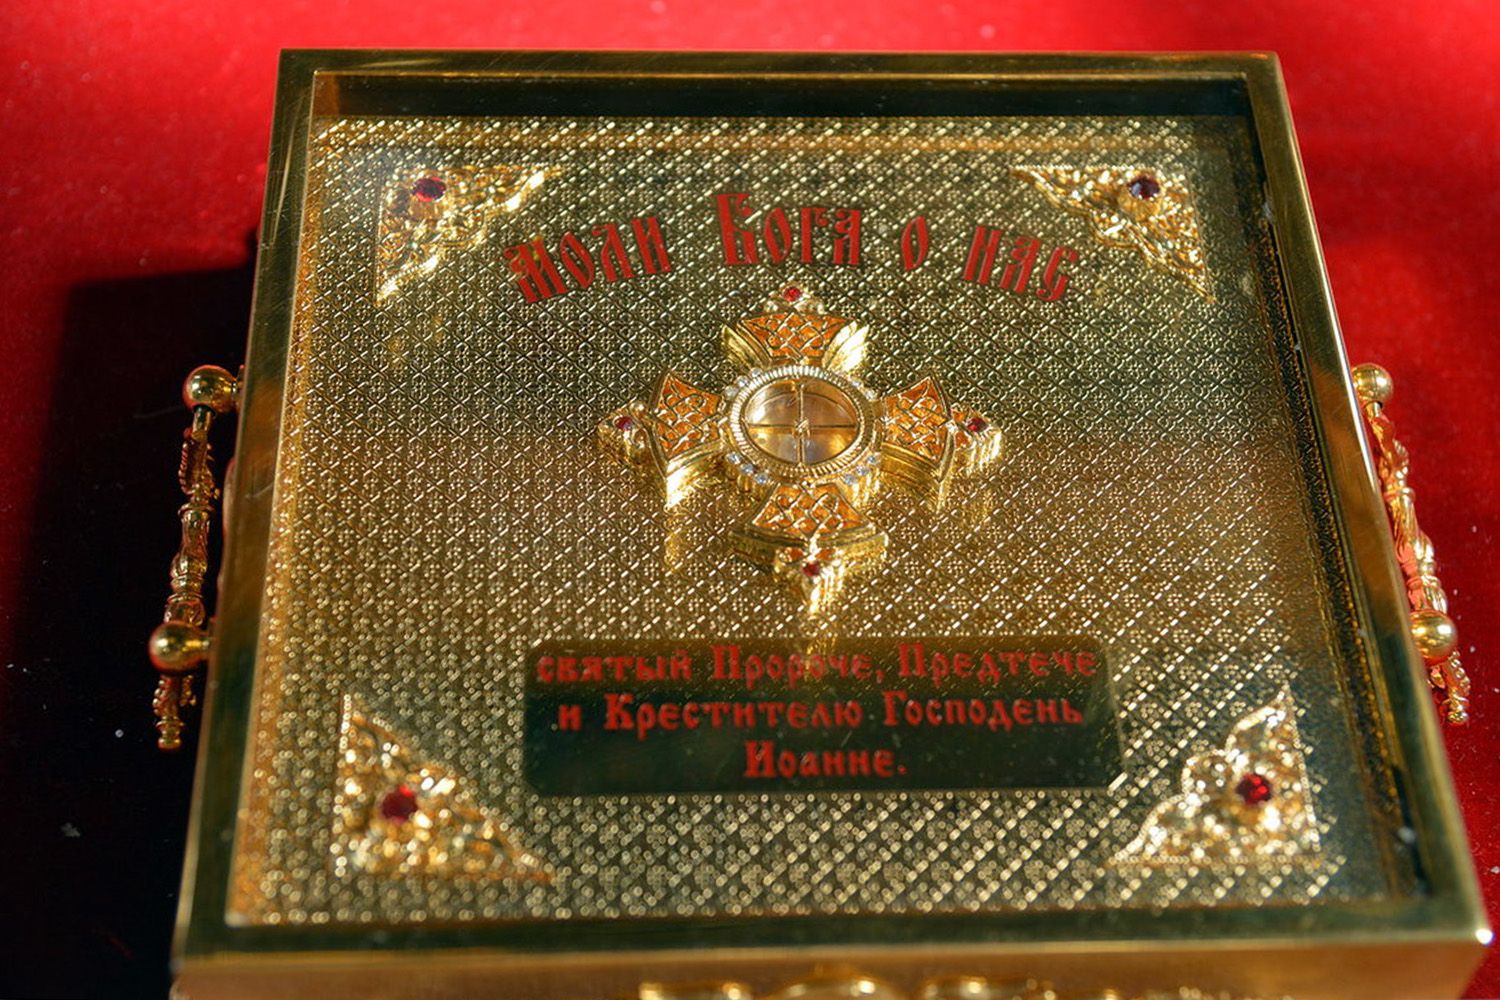 Моли Бога о нас
святый Пророче, Предтече
и Крестителю Господень
Иоанне.